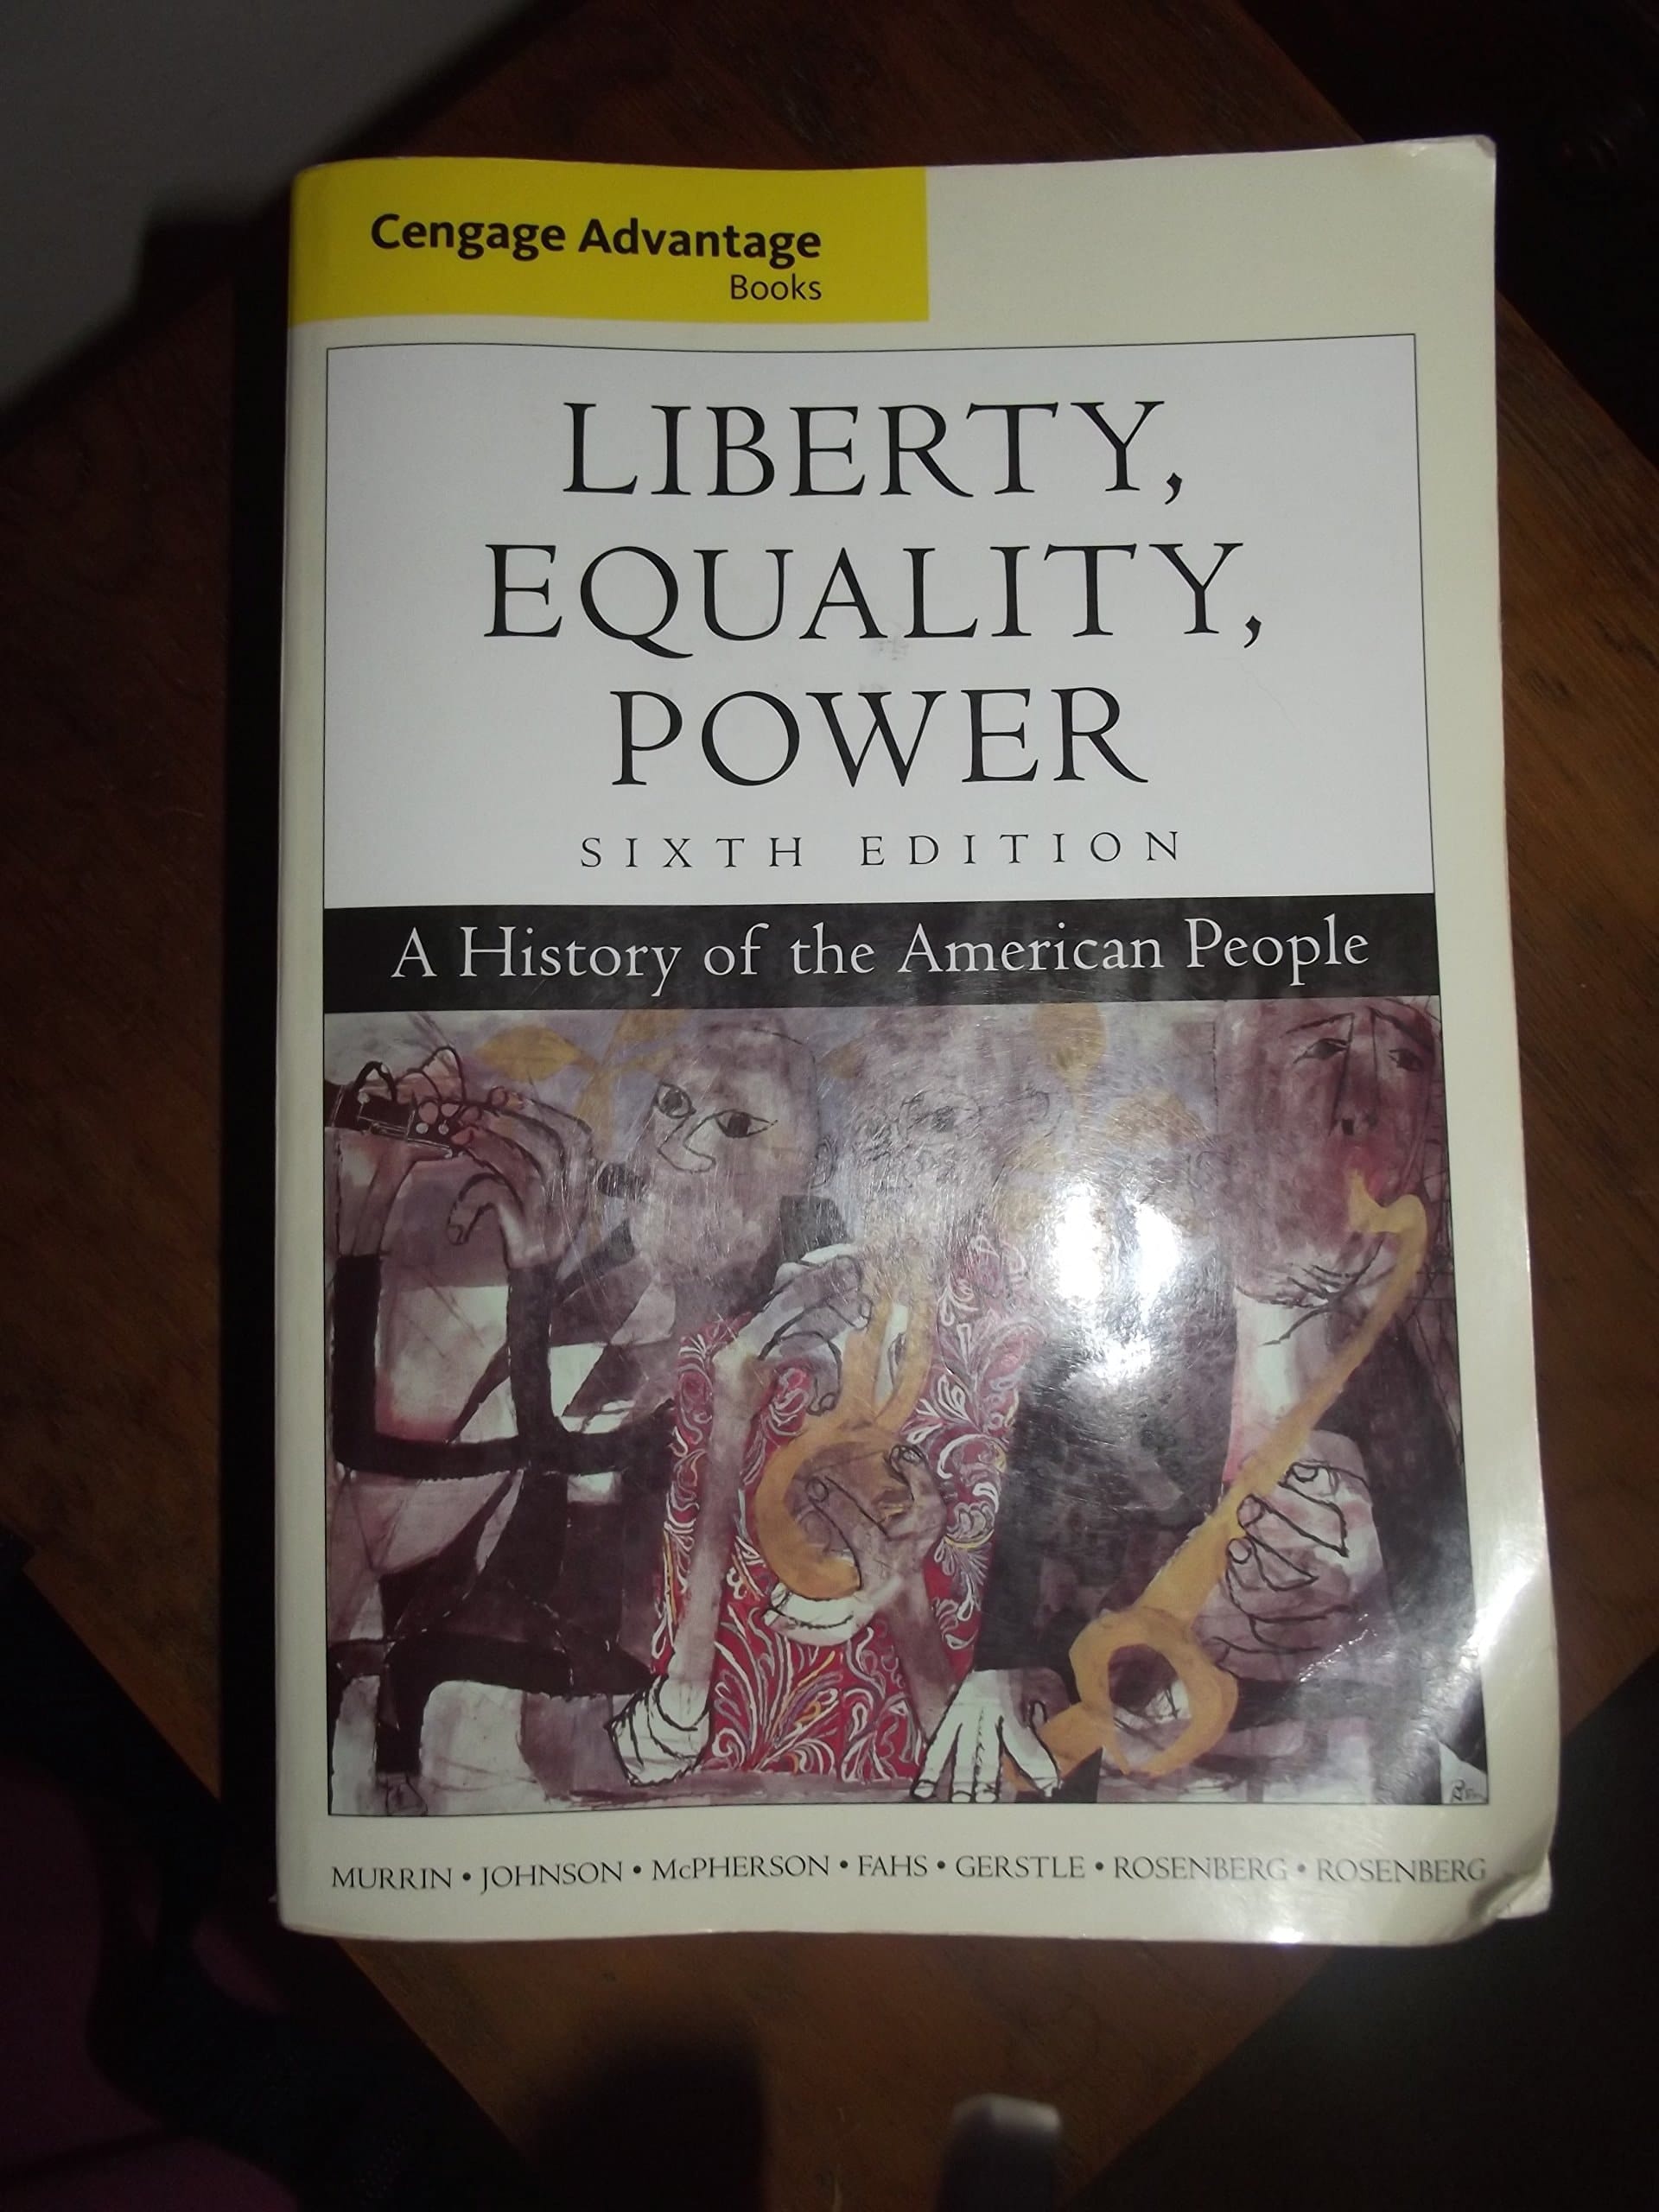 Cengage Advantage
Books
LIBERTY,
EQUALITY,
POWER
SIXTH EDITION
A History of the American People
MURRIN • JOHNSON • McPHERSON • FAHS • GERSTLE • ROSENBERG • ROSENBERG